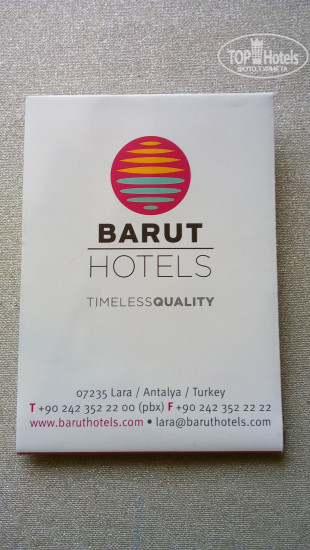 TOP Hotels
ФОТО ТУРИСТА
BARUT
HOTELS
TIMELESSQUALITY
07235 Lara / Antalya / Turkey
T +90 242 352 22 00 (pbx) F +90 242 352 22 22
www.baruthotels.com • lara@baruthotels.com